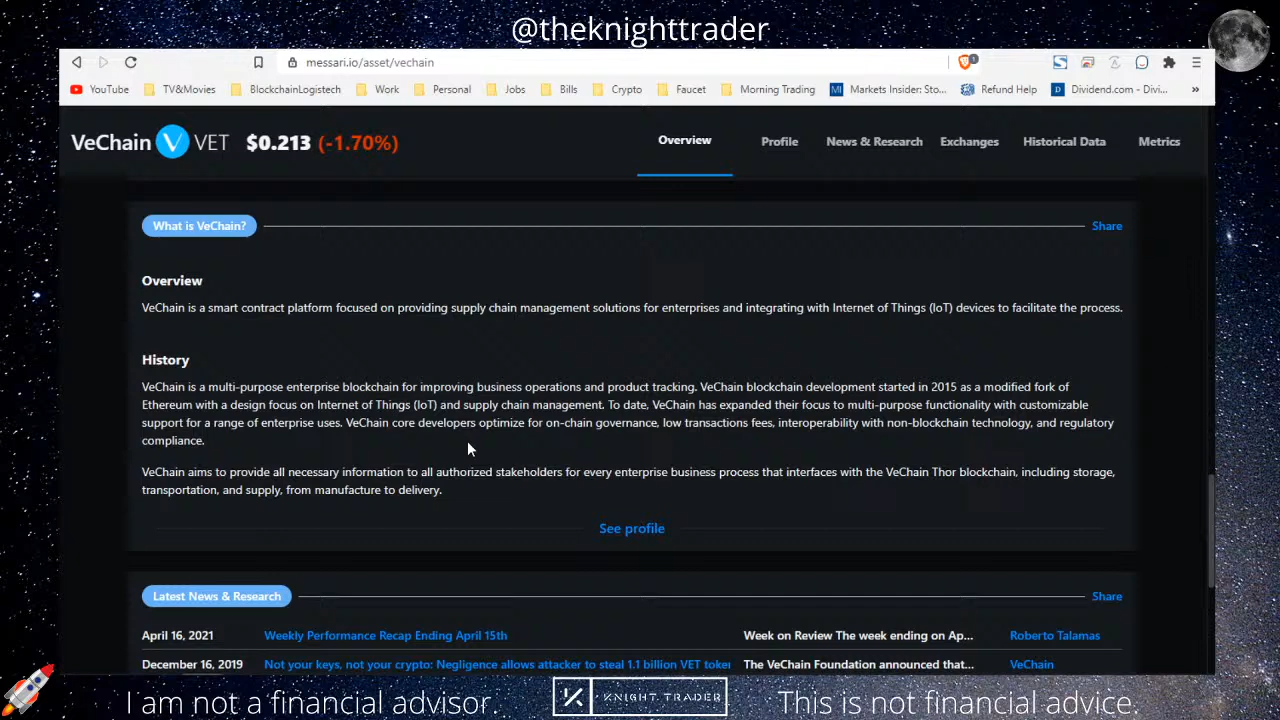 @theknighttrader
messari.io/asset/vechain
YouTube TV&Movies BlockchainLogistech Work Personal Jobs Bills Crypto Faucet Morning Trading Markets Insider: Sto... Refund Help Dividend.com - Divi... »
VeChain VET $0.213 (-1.70%) Overview Profile News & Research Exchanges Historical Data Metrics
What is VeChain? Share
Overview
VeChain is a smart contract platform focused on providing supply chain management solutions for enterprises and integrating with Internet of Things (IoT) devices to facilitate the process.
History
VeChain is a multi-purpose enterprise blockchain for improving business operations and product tracking. VeChain blockchain development started in 2015 as a modified fork of
Ethereum with a design focus on Internet of Things (IoT) and supply chain management. To date, VeChain has expanded their focus to multi-purpose functionality with customizable
support for a range of enterprise uses. VeChain core developers optimize for on-chain governance, low transactions fees, interoperability with non-blockchain technology, and regulatory
compliance.
VeChain aims to provide all necessary information to all authorized stakeholders for every enterprise business process that interfaces with the VeChain Thor blockchain, including storage,
transportation, and supply, from manufacture to delivery.
See profile
Latest News & Research Share
April 16, 2021 Weekly Performance Recap Ending April 15th Week on Review The week ending on Ap... Roberto Talamas
December 16, 2019 Not your keys, not your crypto: Negligence allows attacker to steal 1.1 billion VET token The VeChain Foundation announced that... VeChain
I am not a financial advisor. KNIGHT TRADER This is not financial advice.